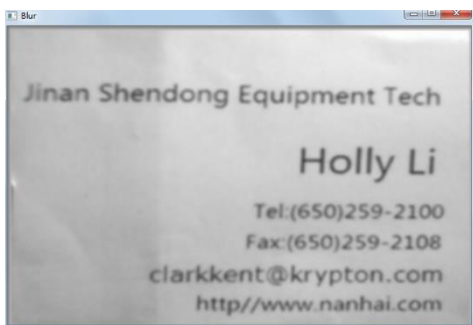 Blur
Jinan Shendong Equipment Tech
Holly Li
Tel:(650)259-2100
Fax:(650)259-2108
clarkkent@krypton.com
http//www.nanhai.com